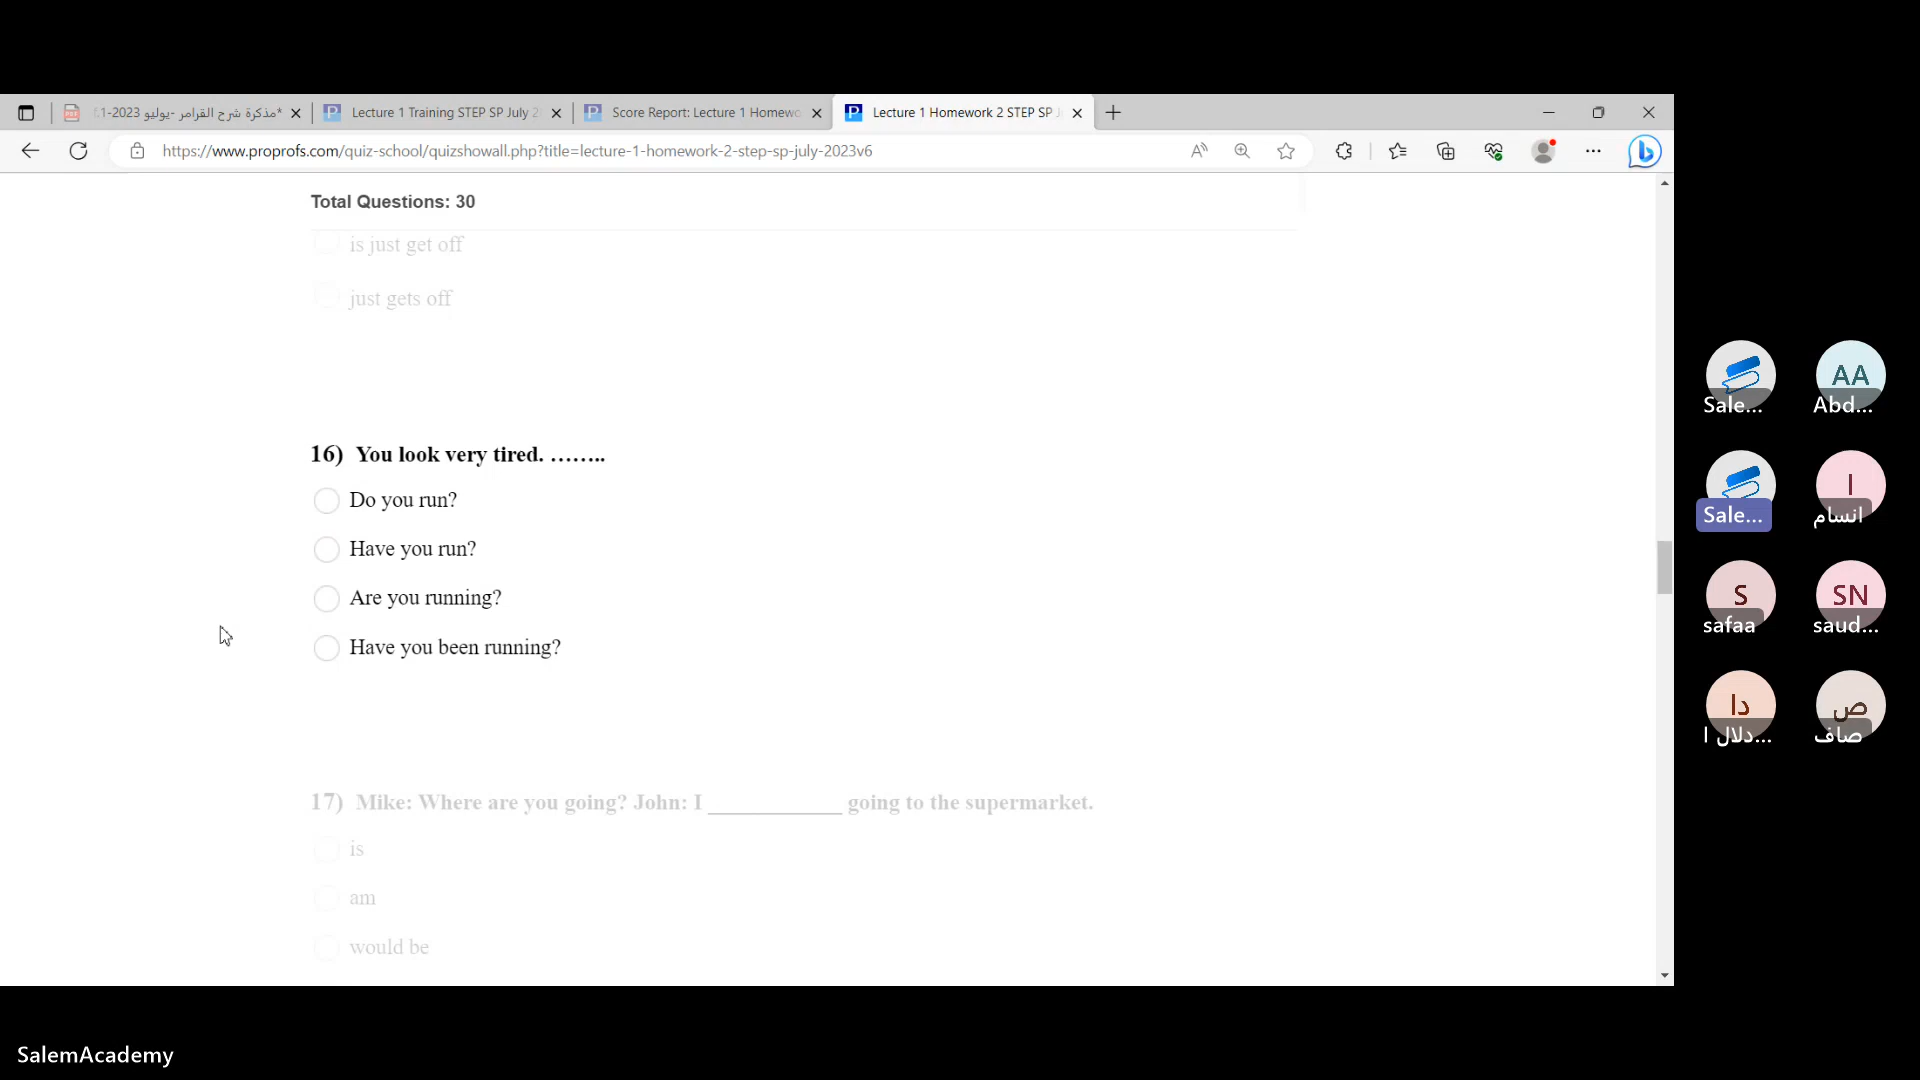 *مذكرة شرح القرامر -يوليو 2023-1
Lecture 1 Training STEP SP July 2
Score Report: Lecture 1 Homewo
Lecture 1 Homework 2 STEP SP J
https://www.proprofs.com/quiz-school/quizshowall.php?title=lecture-1-homework-2-step-sp-july-2023v6
Total Questions: 30
is just get off
just gets off
16) You look very tired. ……..
Do you run?
Have you run?
Are you running?
Have you been running?
17) Mike: Where are you going? John: I ____________ going to the supermarket.
is
am
would be
Sale...
AA
Abd...
Sale...
ا
انسام
S
safaa
SN
saud...
دا
دلال ا...
ص
صاف
SalemAcademy